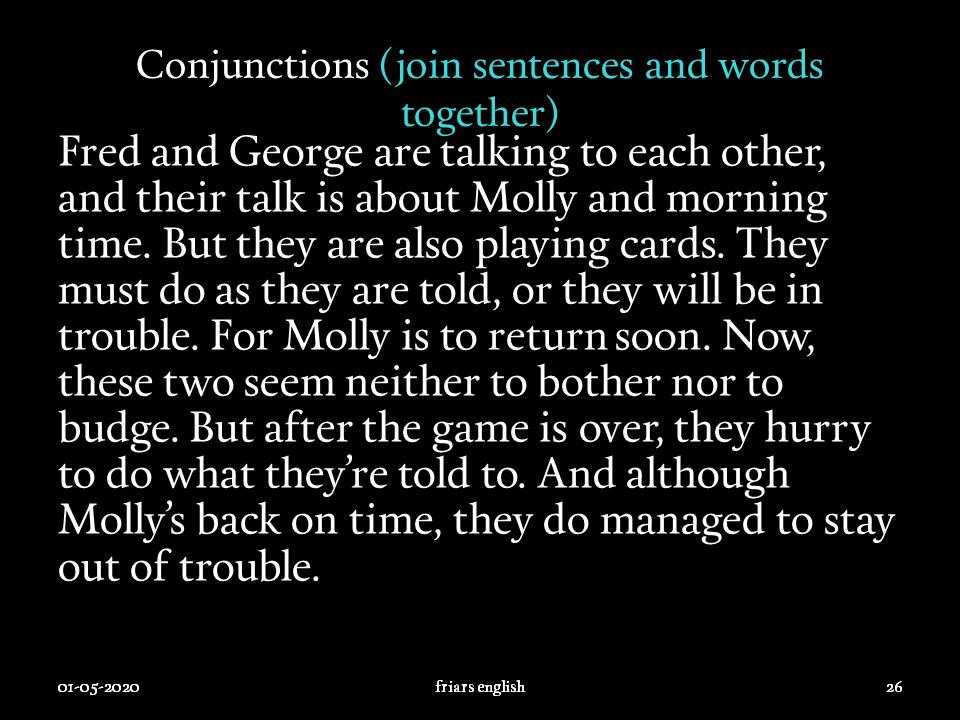 Conjunctions (join sentences and words
together)
Fred and George are talking to each other,
and their talk is about Molly and morning
time. But they are also playing cards. They
must do as they are told, or they will be in
trouble. For Molly is to return soon. Now,
these two seem neither to bother nor to
budge. But after the game is over, they hurry
to do what they’re told to. And although
Molly’s back on time, they do managed to stay
out of trouble.
01-05-2020 friars english 26